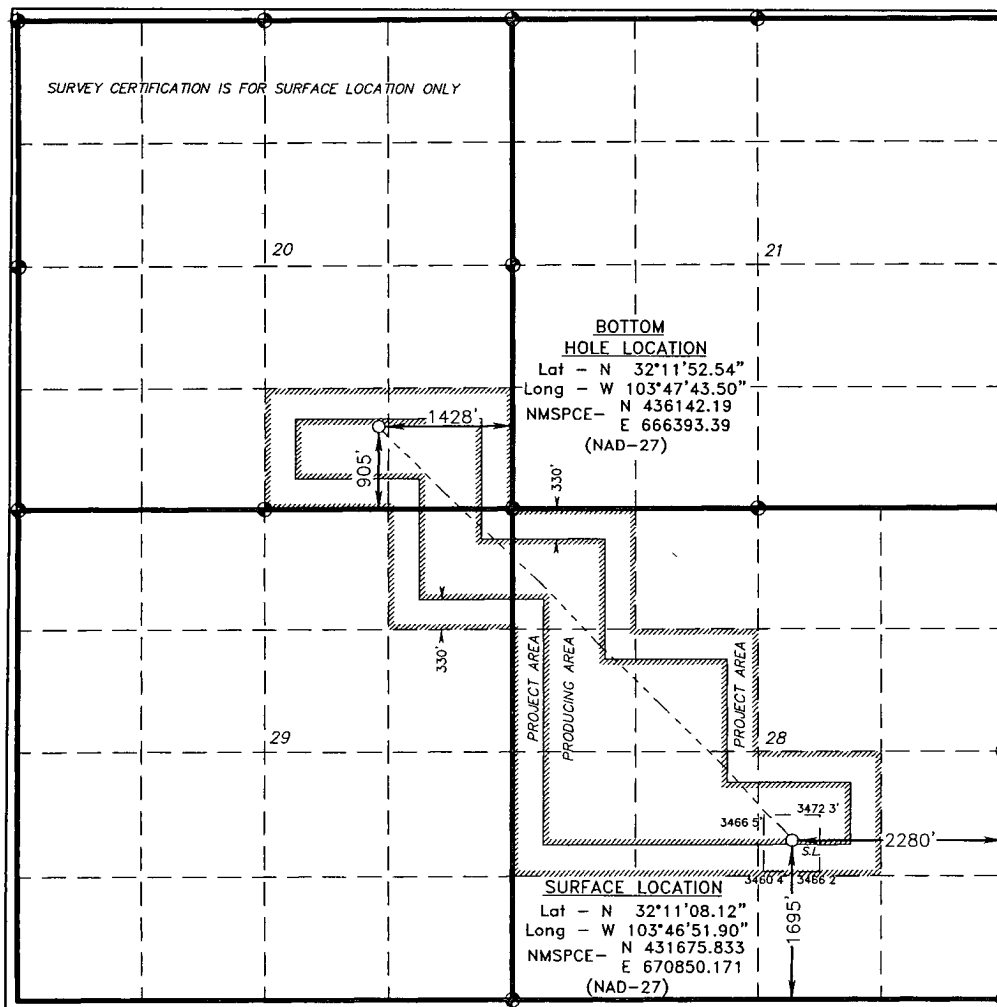 SURVEY CERTIFICATION IS FOR SURFACE LOCATION ONLY
20
21
BOTTOM
HOLE LOCATION
Lat - N 32°11'52.54"
Long - W 103°47'43.50"
NMSPCE- N 436142.19
E 666393.39
(NAD-27)
1428'
905'
330'
330'
PROJECT AREA
PRODUCING AREA
PROJECT AREA
29
28
3466 5'
3472 3'
2280'
S.L.
3460 4'
3466 2'
1695'
SURFACE LOCATION
Lat - N 32°11'08.12"
Long - W 103°46'51.90"
NMSPCE- N 431675.833
E 670850.171
(NAD-27)